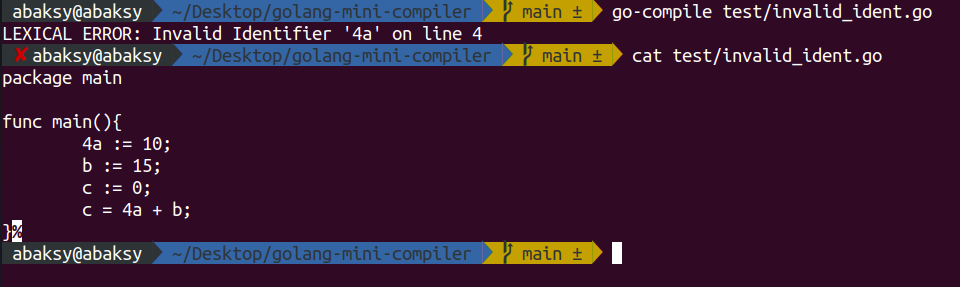 abaksy@abaksy ~/Desktop/golang-mini-compiler main ± go-compile test/invalid_ident.go
LEXICAL ERROR: Invalid Identifier '4a' on line 4
✘ abaksy@abaksy ~/Desktop/golang-mini-compiler main ± cat test/invalid_ident.go
package main

func main(){
        4a := 10;
        b := 15;
        c := 0;
        c = 4a + b;
}%
abaksy@abaksy ~/Desktop/golang-mini-compiler main ±